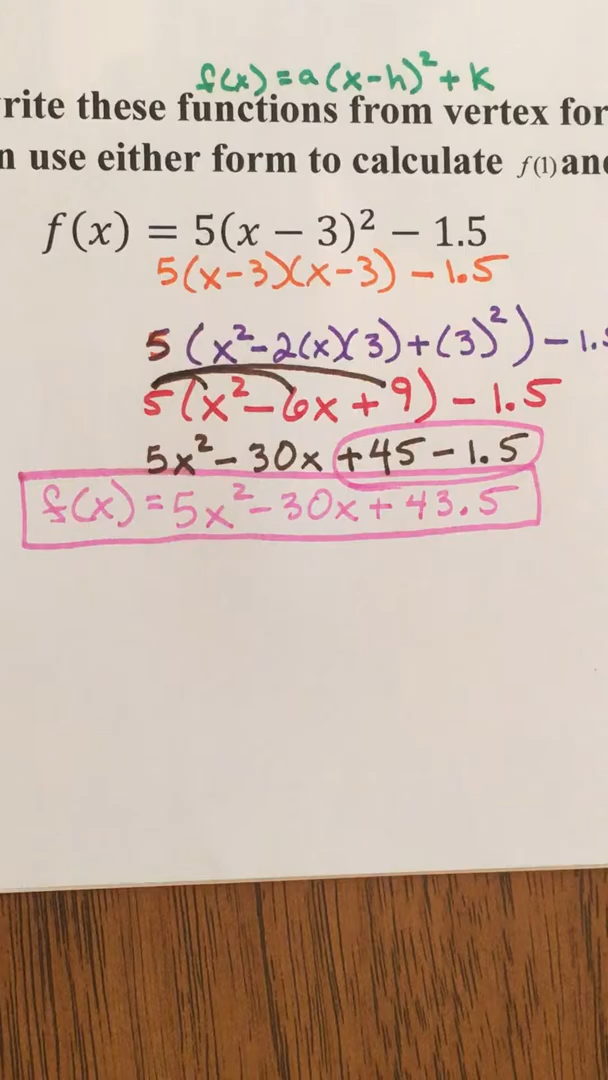 f(x) = a(x-h)² + k
rite these functions from vertex for
n use either form to calculate f(1) and
f(x) = 5(x − 3)² − 1.5
5(x-3)(x-3) - 1.5
5(x²-2(x)(3)+(3)²) - 1.5
5(x²-6x+9) - 1.5
5x²-30x+45-1.5
f(x)=5x²-30x+43.5